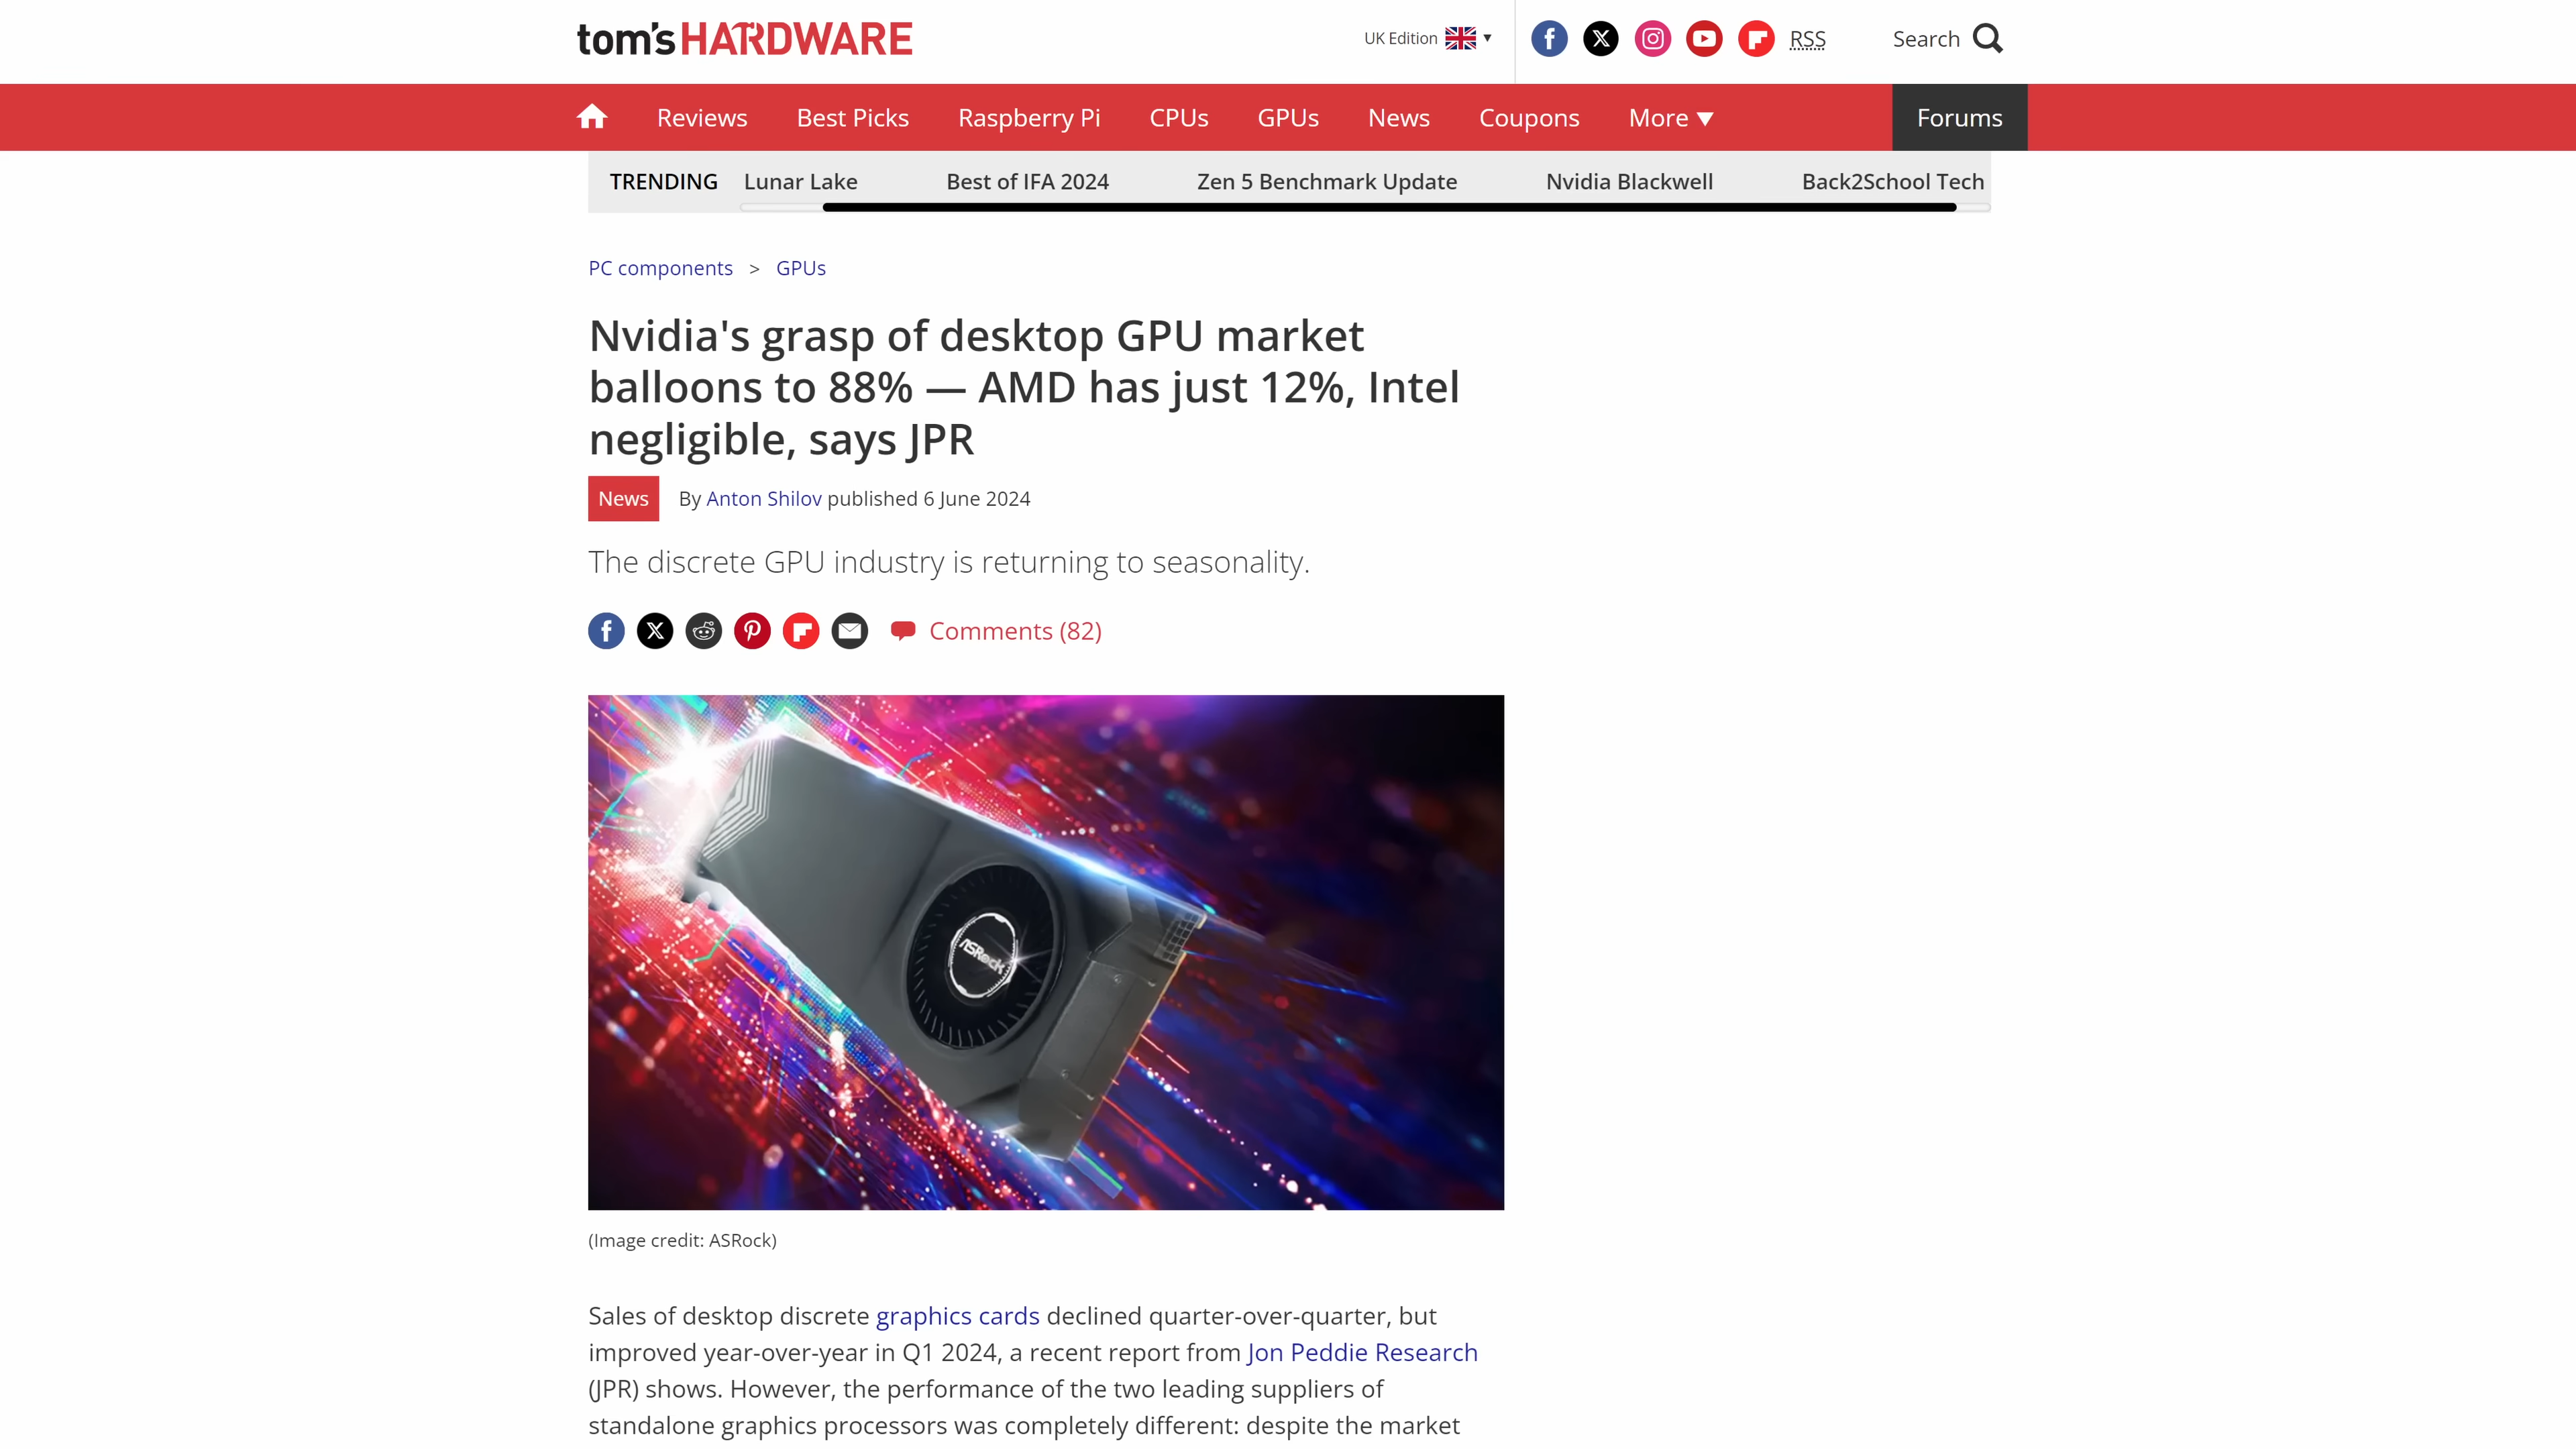 tom's HARDWARE
UK Edition
RSS
Search
Reviews
Best Picks
Raspberry Pi
CPUs
GPUs
News
Coupons
More
Forums
TRENDING
Lunar Lake
Best of IFA 2024
Zen 5 Benchmark Update
Nvidia Blackwell
Back2School Tech
PC components > GPUs
Nvidia's grasp of desktop GPU market
balloons to 88% — AMD has just 12%, Intel
negligible, says JPR
News
By Anton Shilov published 6 June 2024
The discrete GPU industry is returning to seasonality.
Comments (82)
ASRock
(Image credit: ASRock)
Sales of desktop discrete graphics cards declined quarter-over-quarter, but
improved year-over-year in Q1 2024, a recent report from Jon Peddie Research
(JPR) shows. However, the performance of the two leading suppliers of
standalone graphics processors was completely different: despite the market